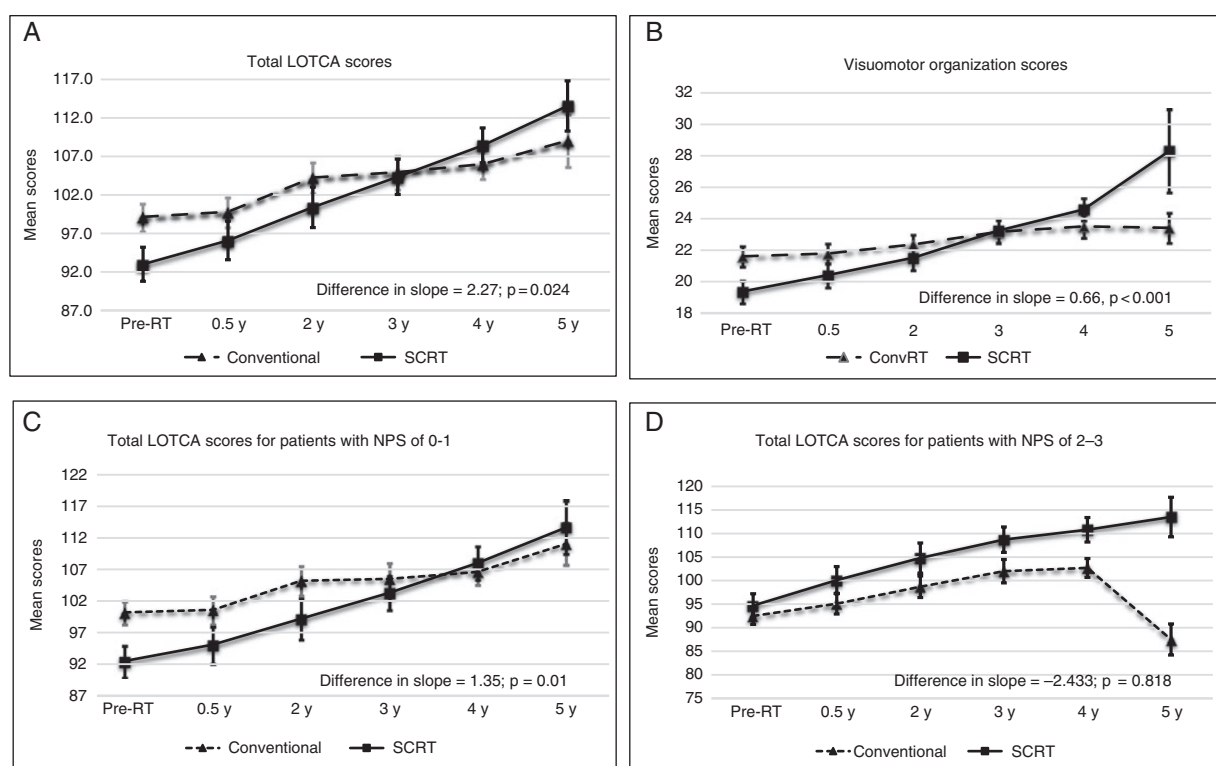 A
Total LOTCA scores
117.0
112.0
107.0
102.0
97.0
92.0
87.0
Mean scores
Difference in slope = 2.27; p = 0.024
Pre-RT 0.5 y 2 y 3 y 4 y 5 y
Conventional SCRT
B
Visuomotor organization scores
32
30
28
26
24
22
20
18
Mean scores
Difference in slope = 0.66, p < 0.001
Pre-RT 0.5 2 3 4 5
ConvRT SCRT
C
Total LOTCA scores for patients with NPS of 0-1
122
117
112
106
102
97
92
87
Mean scores
Difference in slope = 1.35; p = 0.01
Pre-RT 0.5 y 2 y 3 y 4 y 5 y
Conventional SCRT
D
Total LOTCA scores for patients with NPS of 2–3
120
115
110
105
100
95
90
85
80
75
Mean scores
Difference in slope = –2.433; p = 0.818
Pre-RT 0.5 y 2 y 3 y 4 y 5 y
Conventional SCRT